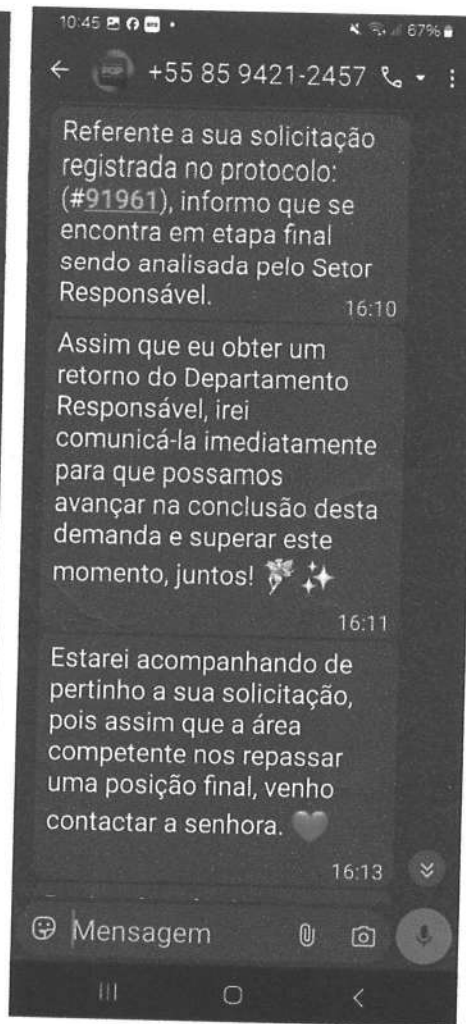 10:45
67%
+55 85 9421-2457
Referente a sua solicitação
registrada no protocolo:
(#91961), informo que se
encontra em etapa final
sendo analisada pelo Setor
Responsável.
16:10
Assim que eu obter um
retorno do Departamento
Responsável, irei
comunicá-la imediatamente
para que possamos
avançar na conclusão desta
demanda e superar este
momento, juntos!
16:11
Estarei acompanhando de
pertinho a sua solicitação,
pois assim que a área
competente nos repassar
uma posição final, venho
contactar a senhora.
16:13
Mensagem